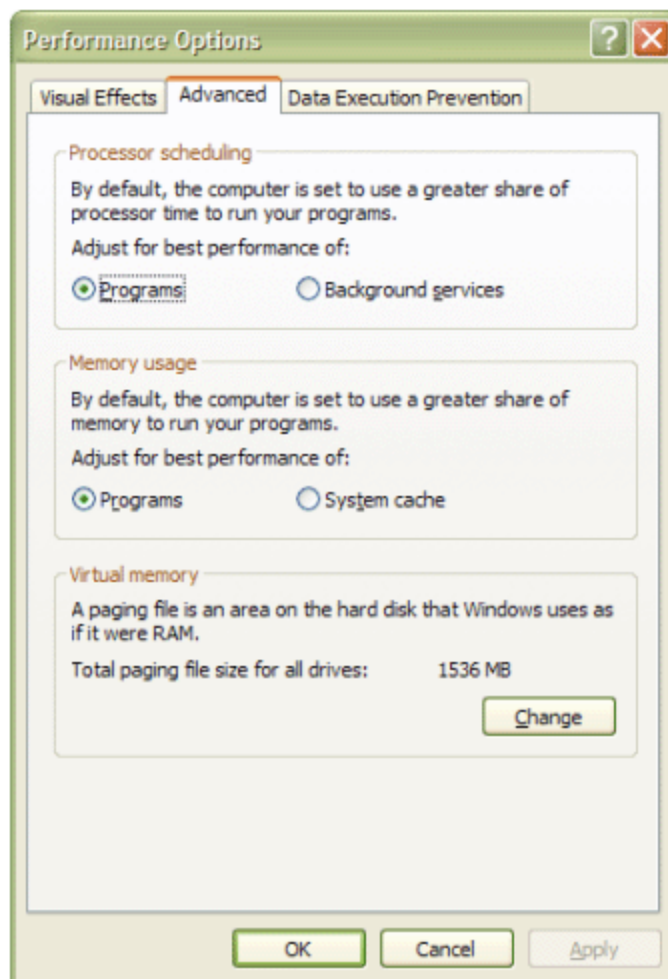 Performance Options
Visual Effects
Advanced
Data Execution Prevention
Processor scheduling
By default, the computer is set to use a greater share of
processor time to run your programs.
Adjust for best performance of:
Programs
Background services
Memory usage
By default, the computer is set to use a greater share of
memory to run your programs.
Adjust for best performance of:
Programs
System cache
Virtual memory
A paging file is an area on the hard disk that Windows uses as
if it were RAM.
Total paging file size for all drives: 1536 MB
Change
OK
Cancel
Apply